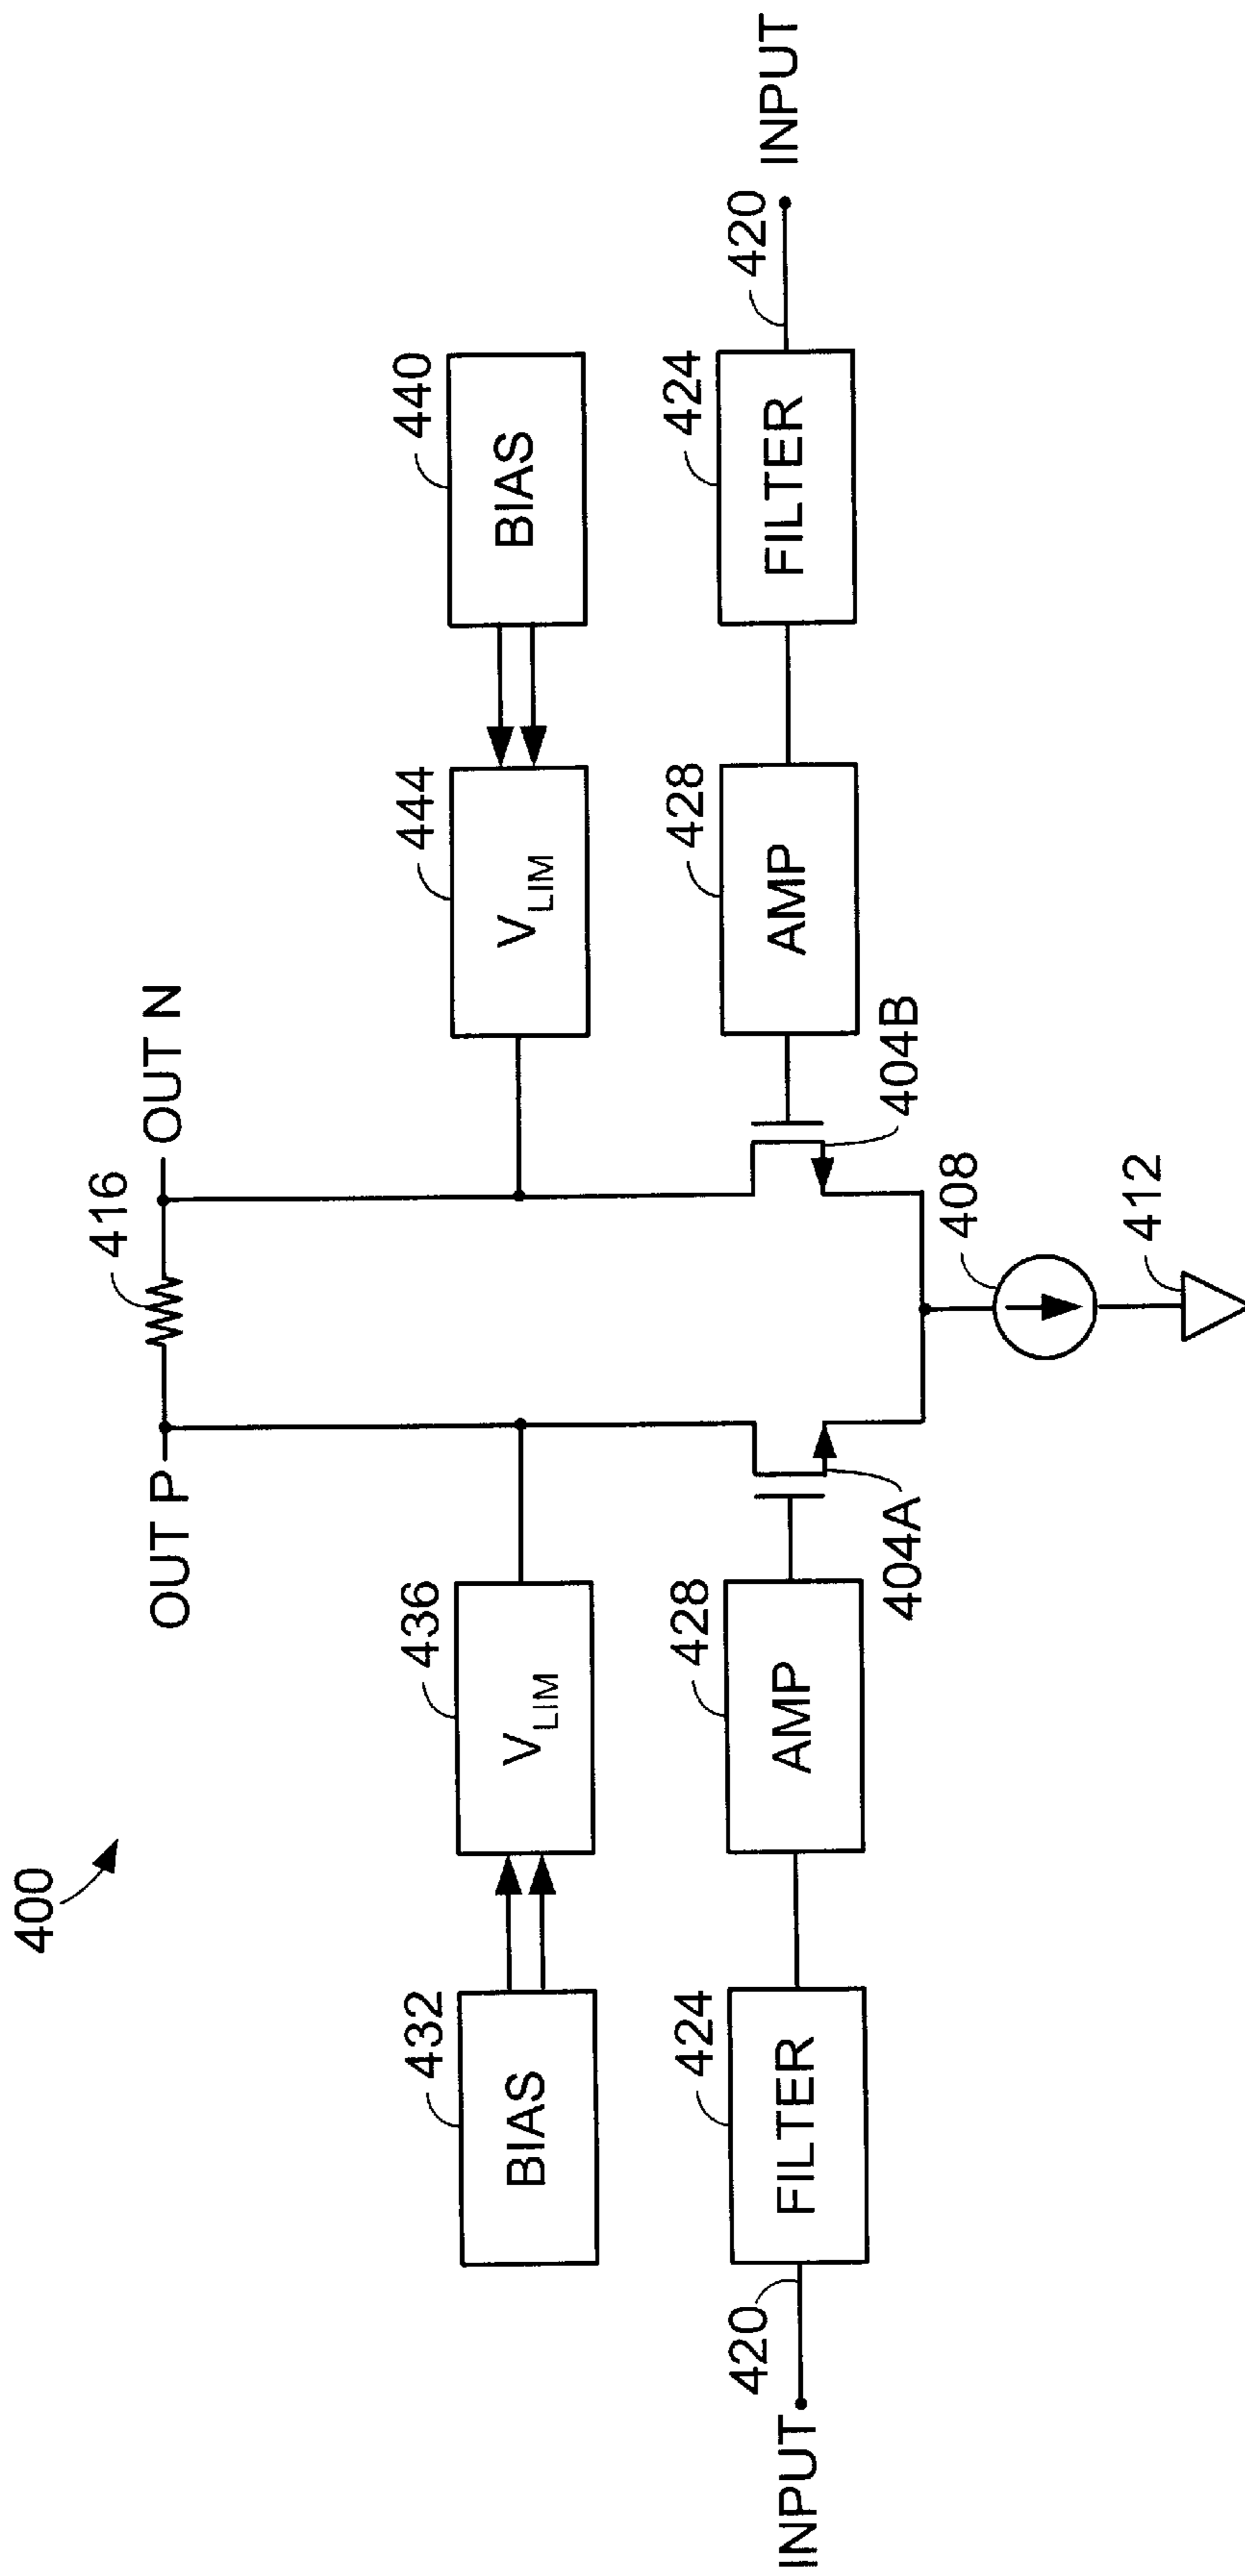 400
416
OUT P
OUT N
432
436
444
440
BIAS
V_LIM
V_LIM
BIAS
424
428
428
424
420
INPUT
FILTER
AMP
AMP
FILTER
420
INPUT
404A
404B
408
412